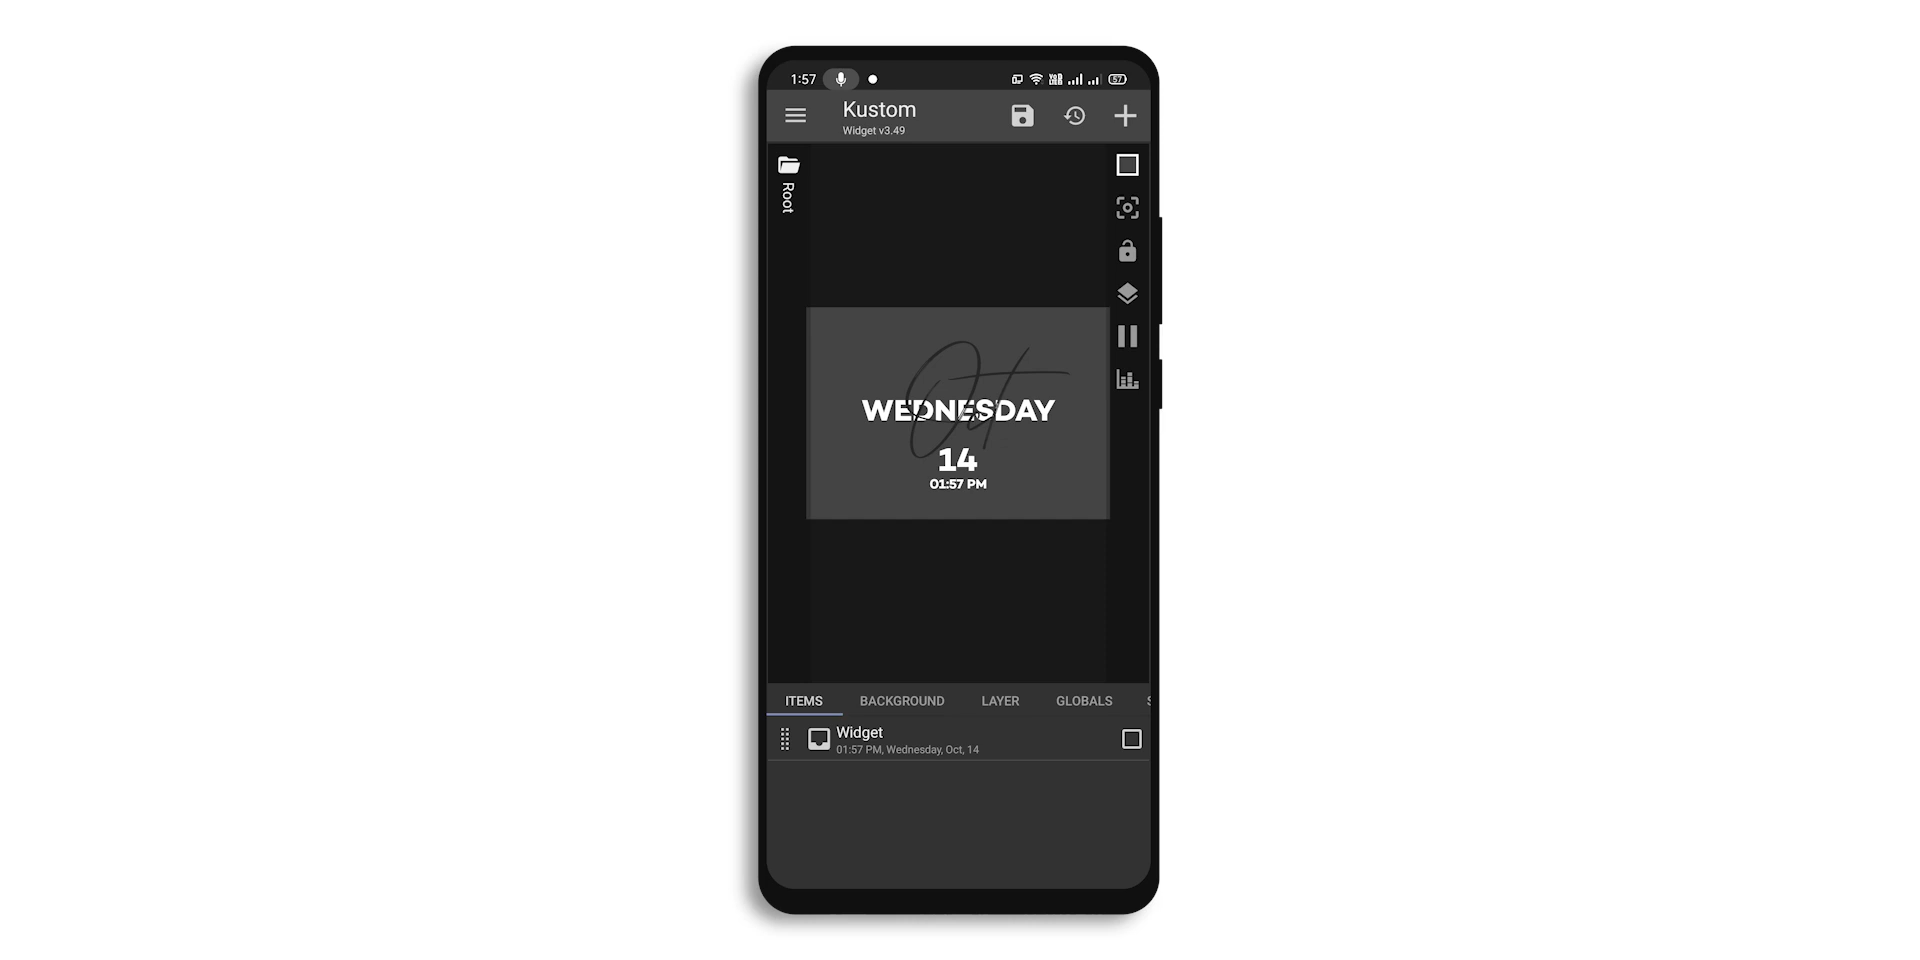 1:57
57
Kustom
Widget v3.49
Root
Oct
WEDNESDAY
14
01:57 PM
ITEMS BACKGROUND LAYER GLOBALS S
Widget
01:57 PM, Wednesday, Oct, 14